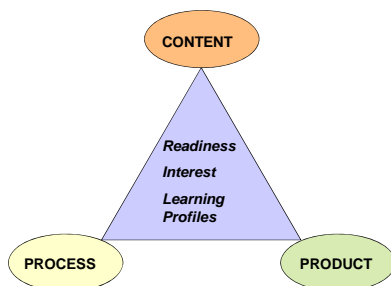 CONTENT
Readiness
Interest
Learning
Profiles
PROCESS
PRODUCT